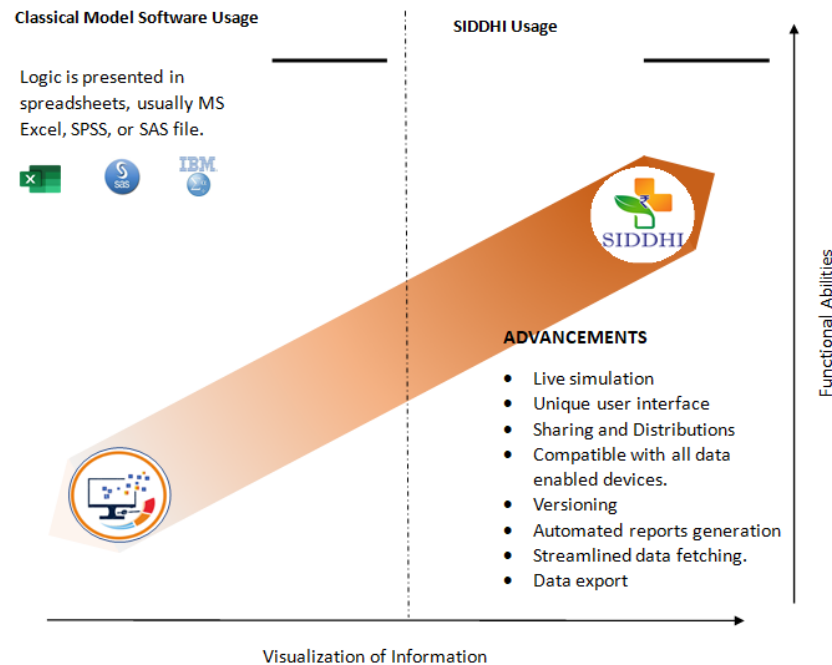 Classical Model Software Usage
SIDDHI Usage
Logic is presented in
spreadsheets, usually MS
Excel, SPSS, or SAS file.
X
sas
IBM
SIDDHI
ADVANCEMENTS
• Live simulation
• Unique user interface
• Sharing and Distributions
• Compatible with all data
enabled devices.
• Versioning
• Automated reports generation
• Streamlined data fetching.
• Data export
Functional Abilities
Visualization of Information